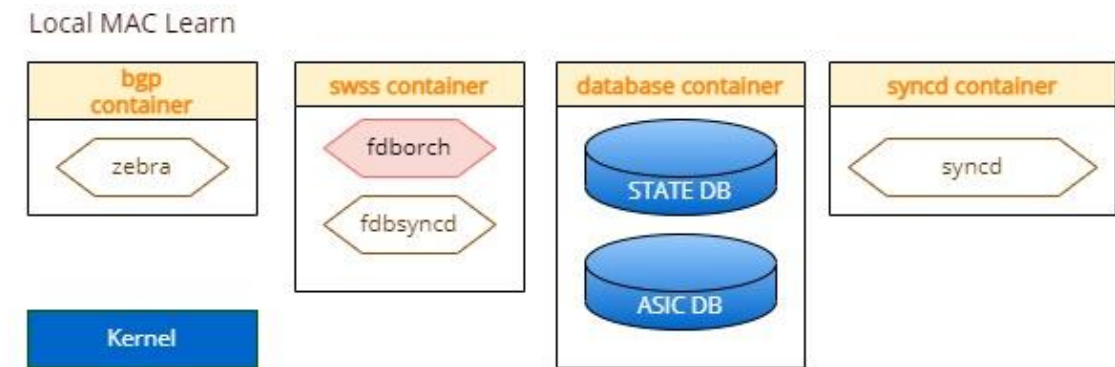 Local MAC Learn
bgp
container
zebra
Kernel
swss container
fdborch
fdbsyncd
database container
STATE DB
ASIC DB
syncd container
syncd